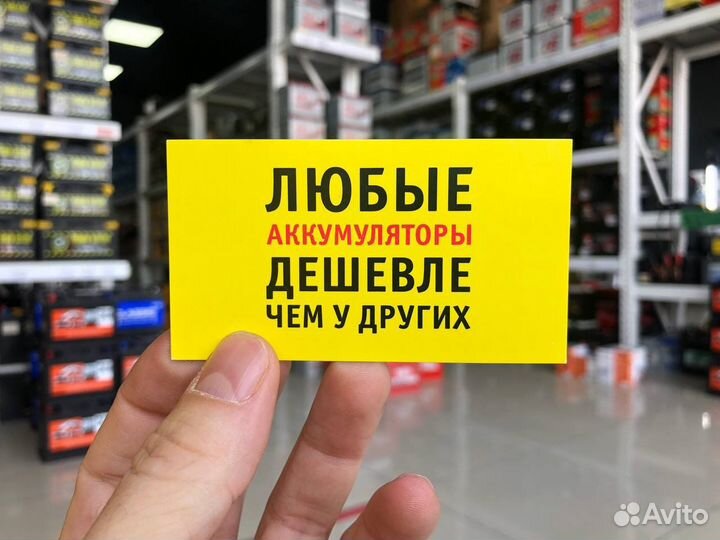 ЛЮБЫЕ
АККУМУЛЯТОРЫ
ДЕШЕВЛЕ
ЧЕМ У ДРУГИХ
Avito